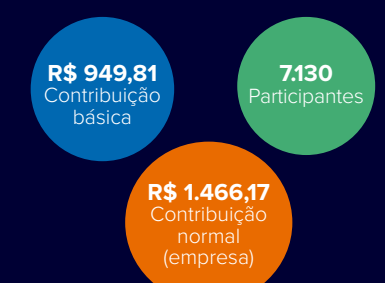 R$ 949,81
Contribuição
básica
7.130
Participantes
R$ 1.466,17
Contribuição
normal
(empresa)